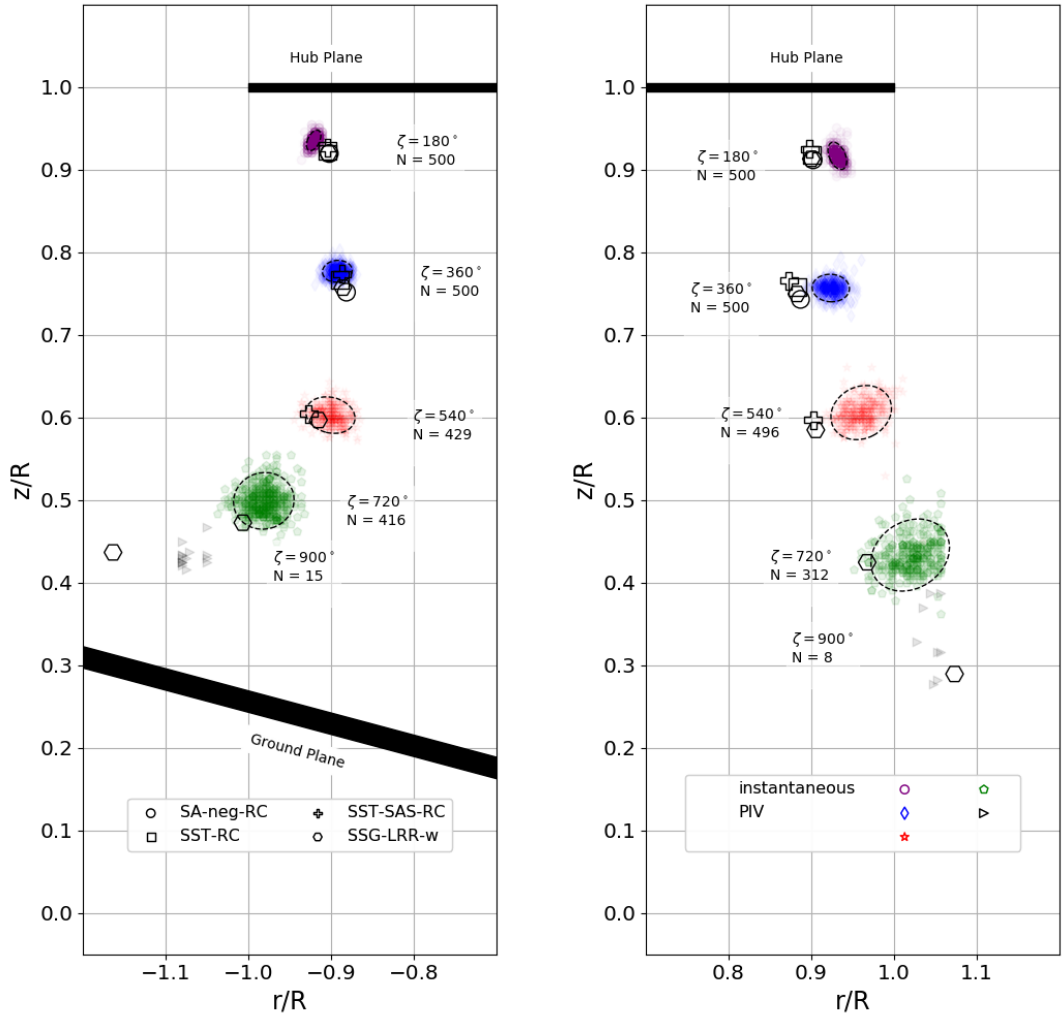 Hub Plane
1.0
ζ = 180°
N = 500
0.9
0.8
ζ = 360°
N = 500
0.7
0.6
ζ = 540°
N = 429
z/R
0.5
ζ = 720°
N = 416
0.4
ζ = 900°
N = 15
0.3
0.2
Ground Plane
0.1
SA-neg-RC
SST-RC
SST-SAS-RC
SSG-LRR-w
0.0
−1.1 −1.0 −0.9 −0.8
r/R
Hub Plane
1.0
ζ = 180°
N = 500
0.9
0.8
ζ = 360°
N = 500
0.7
0.6
ζ = 540°
N = 496
z/R
0.5
ζ = 720°
N = 312
0.4
ζ = 900°
N = 8
0.3
0.2
instantaneous
PIV
0.1
0.0
0.8 0.9 1.0 1.1
r/R